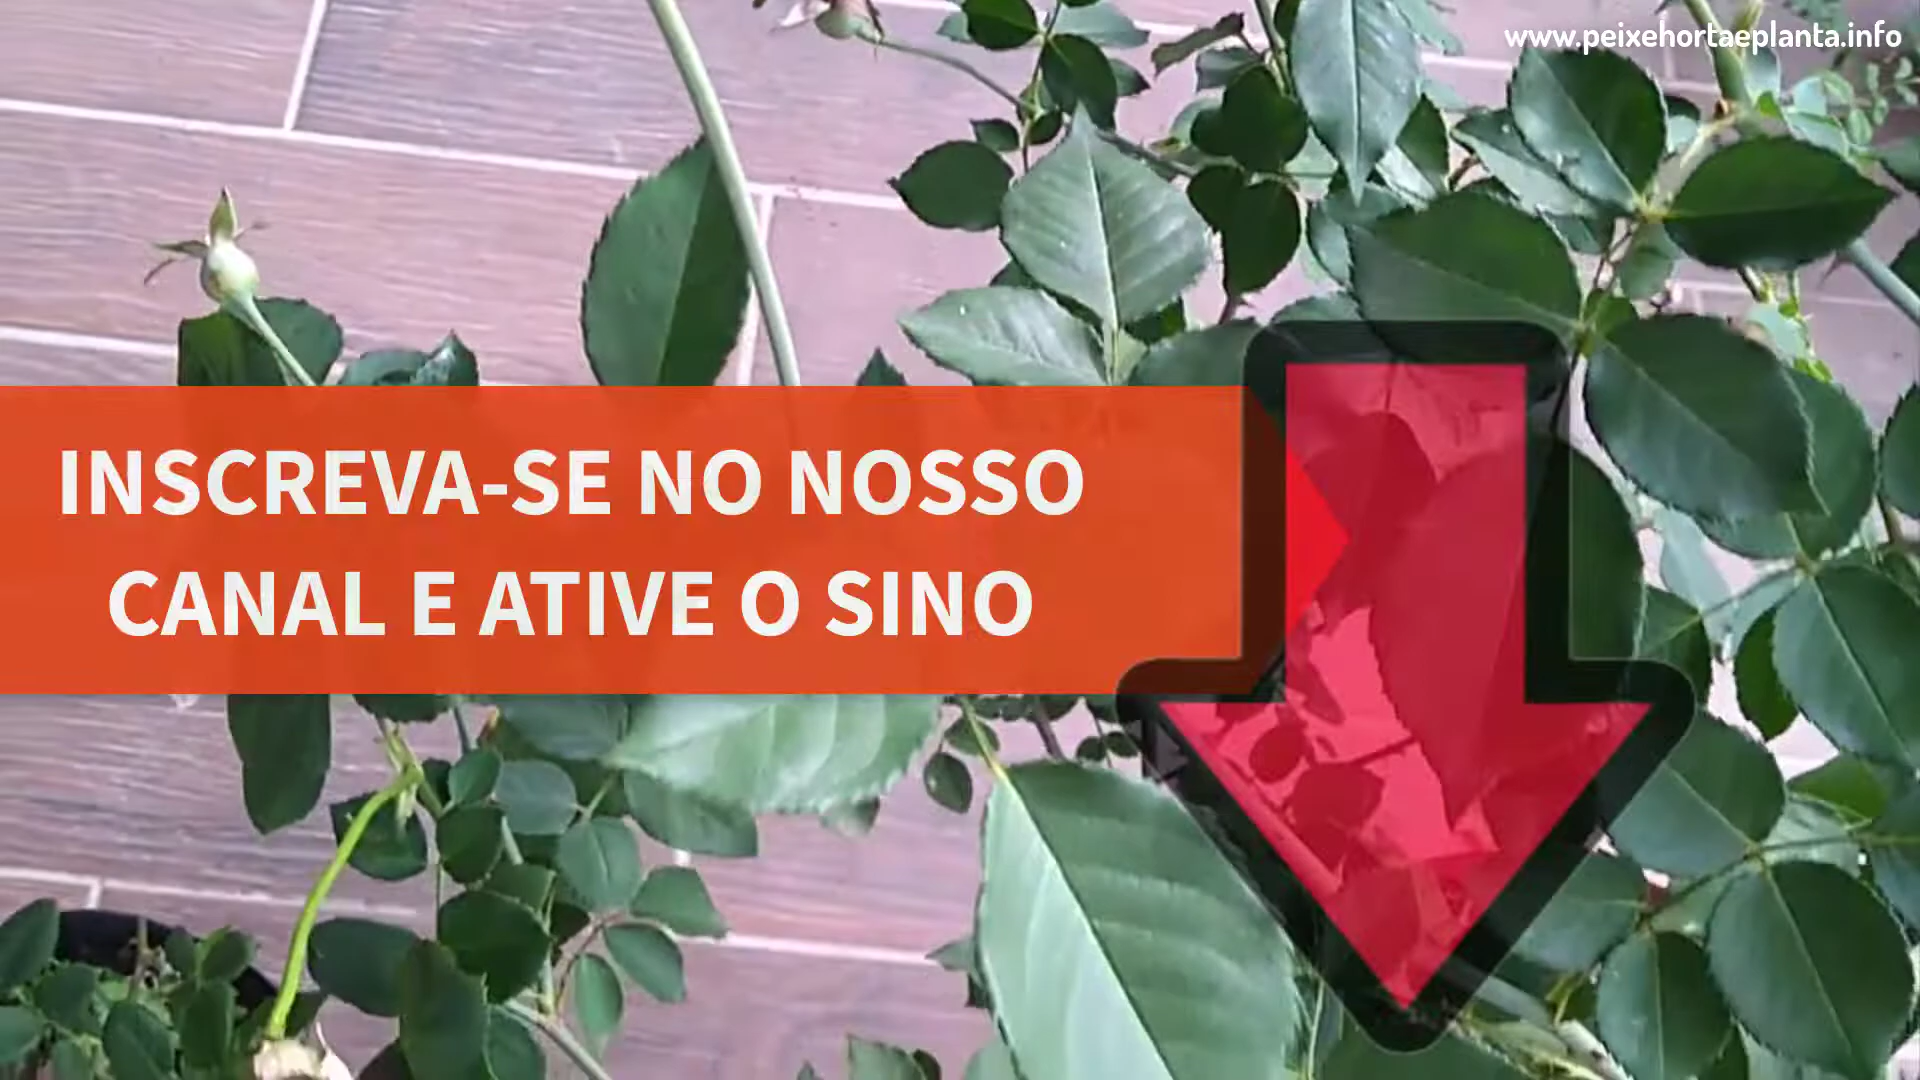 www.peixehortaeplanta.info
INSCREVA-SE NO NOSSO
CANAL E ATIVE O SINO